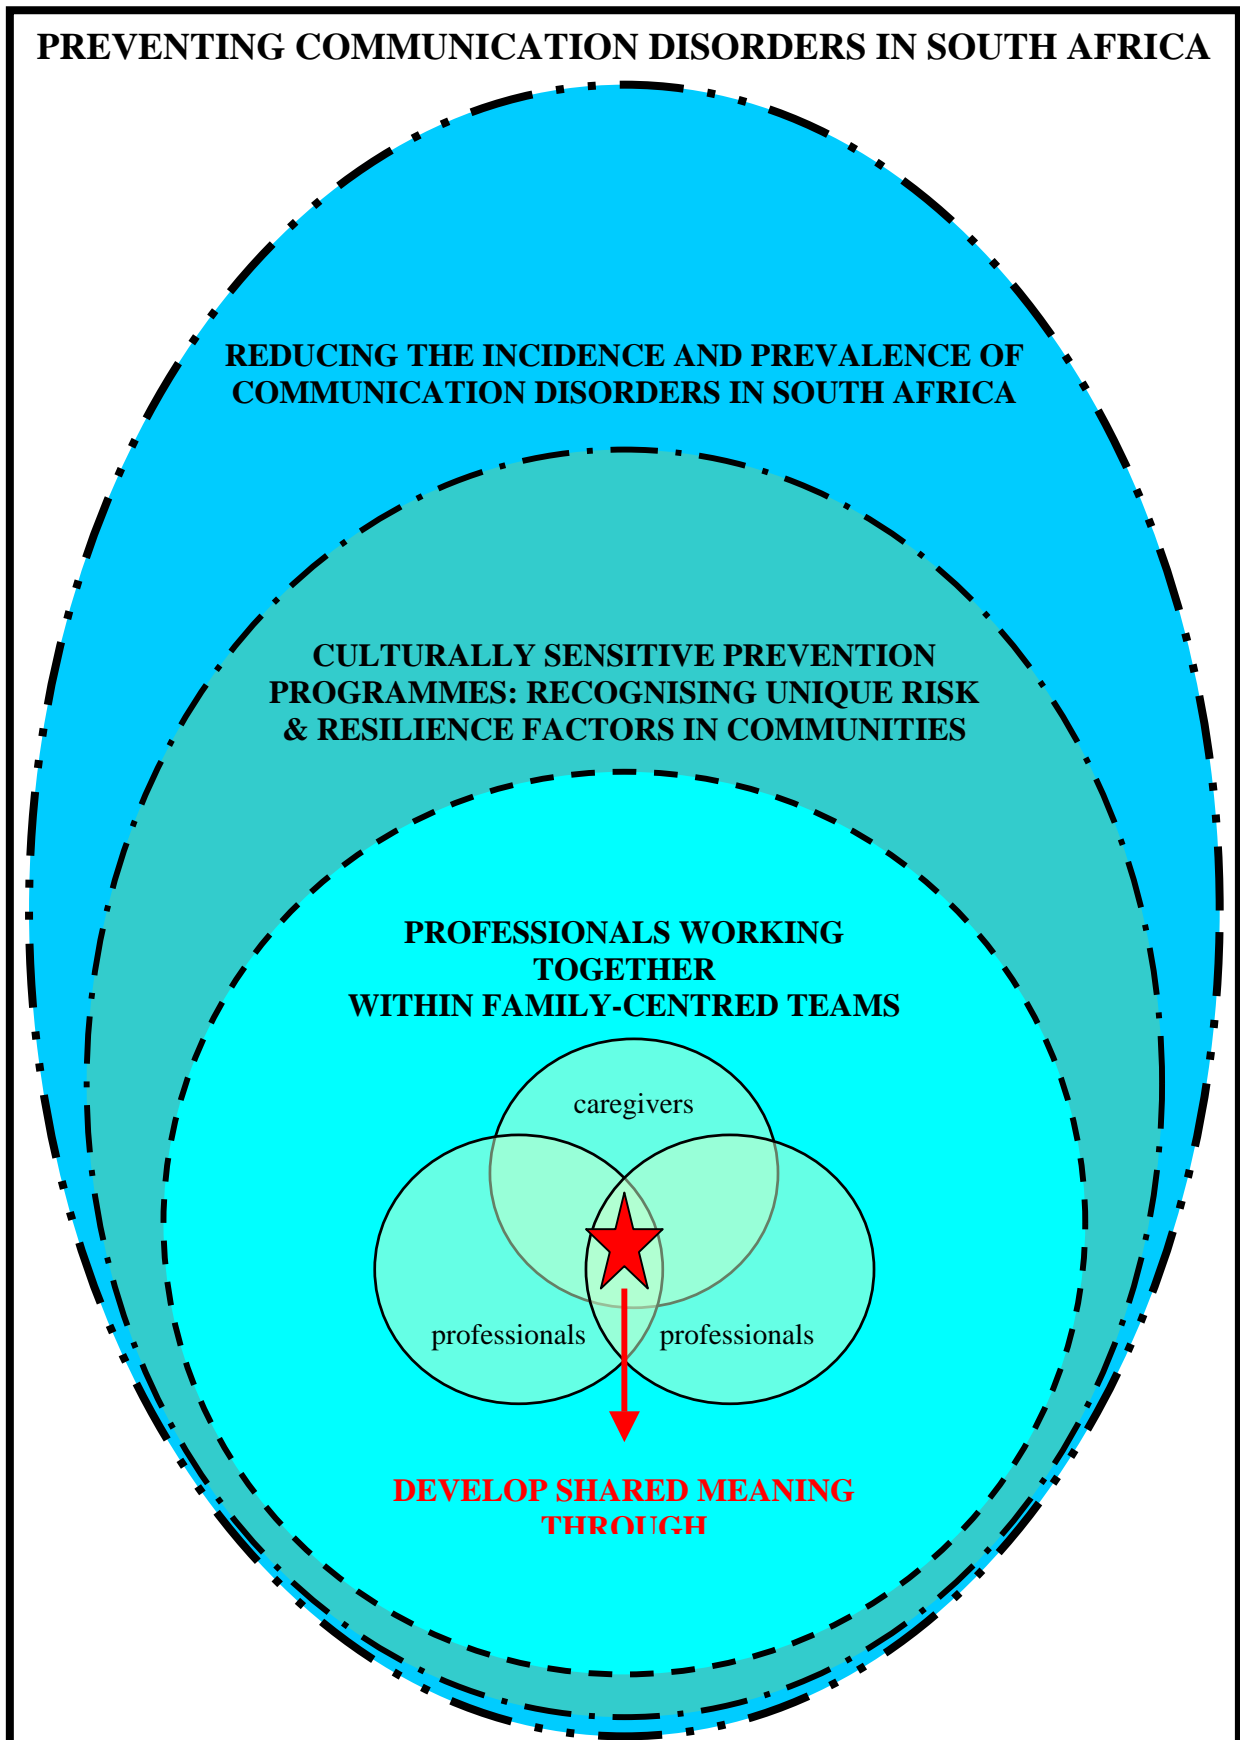 PREVENTING COMMUNICATION DISORDERS IN SOUTH AFRICA
REDUCING THE INCIDENCE AND PREVALENCE OF
COMMUNICATION DISORDERS IN SOUTH AFRICA
CULTURALLY SENSITIVE PREVENTION
PROGRAMMES: RECOGNISING UNIQUE RISK
& RESILIENCE FACTORS IN COMMUNITIES
PROFESSIONALS WORKING
TOGETHER
WITHIN FAMILY-CENTRED TEAMS
caregivers
professionals professionals
DEVELOP SHARED MEANING
THROUGH